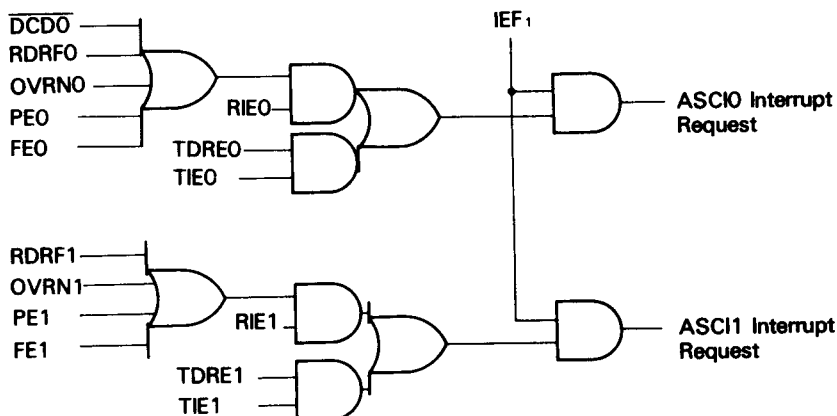 DCD0
IEF1
RDRF0
OVRN0
RIE0
ASCI0 Interrupt
Request
PE0
FE0
TDRE0
TIE0
RDRF1
OVRN1
PE1
RIE1
ASCI1 Interrupt
Request
FE1
TDRE1
TIE1